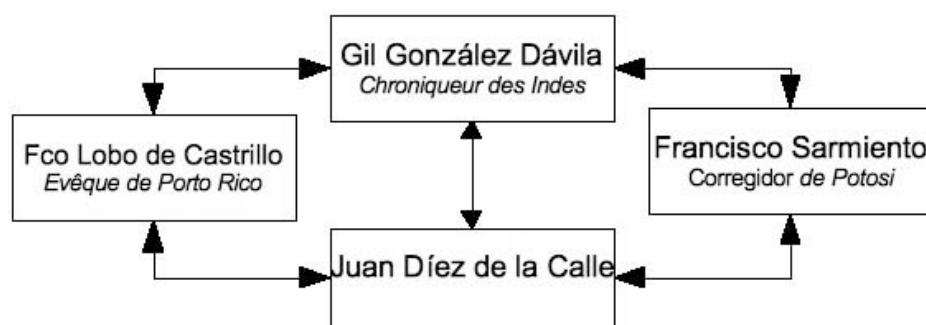 Gil González Dávila
Chroniqueur des Indes
Fco Lobo de Castrillo
Evêque de Porto Rico
Francisco Sarmiento
Corregidor de Potosi
Juan Díez de la Calle